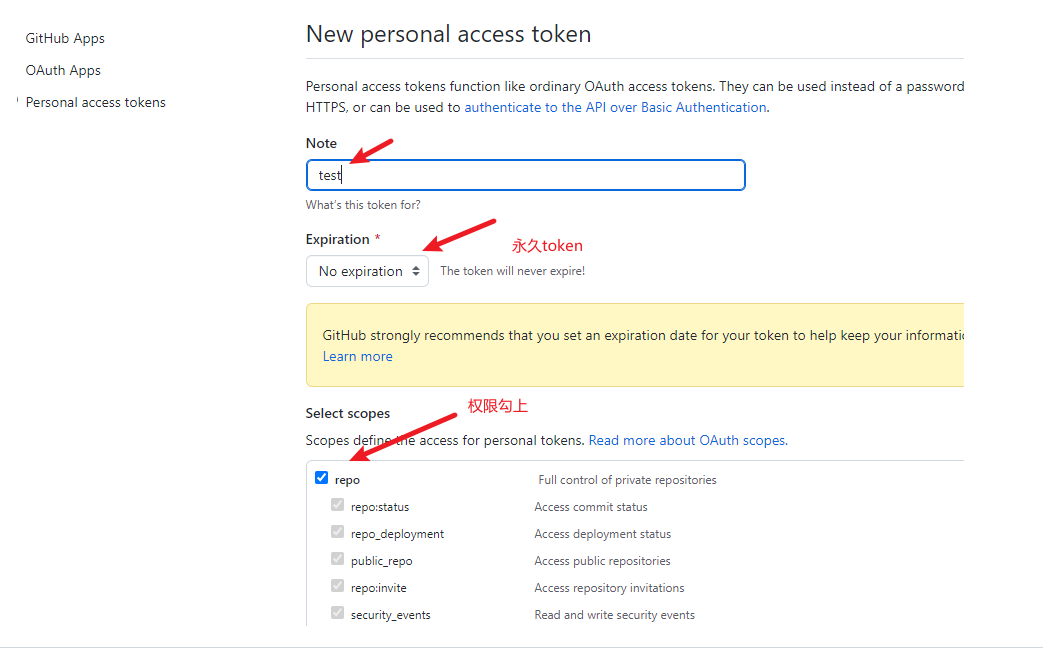 GitHub Apps
OAuth Apps
Personal access tokens
New personal access token
Personal access tokens function like ordinary OAuth access tokens. They can be used instead of a password
HTTPS, or can be used to authenticate to the API over Basic Authentication.
Note
test
What's this token for?
Expiration *
永久token
No expiration
The token will never expire!
GitHub strongly recommends that you set an expiration date for your token to help keep your informatio
Learn more
权限勾上
Select scopes
Scopes define the access for personal tokens. Read more about OAuth scopes.
repo Full control of private repositories
repo:status Access commit status
repo_deployment Access deployment status
public_repo Access public repositories
repo:invite Access repository invitations
security_events Read and write security events